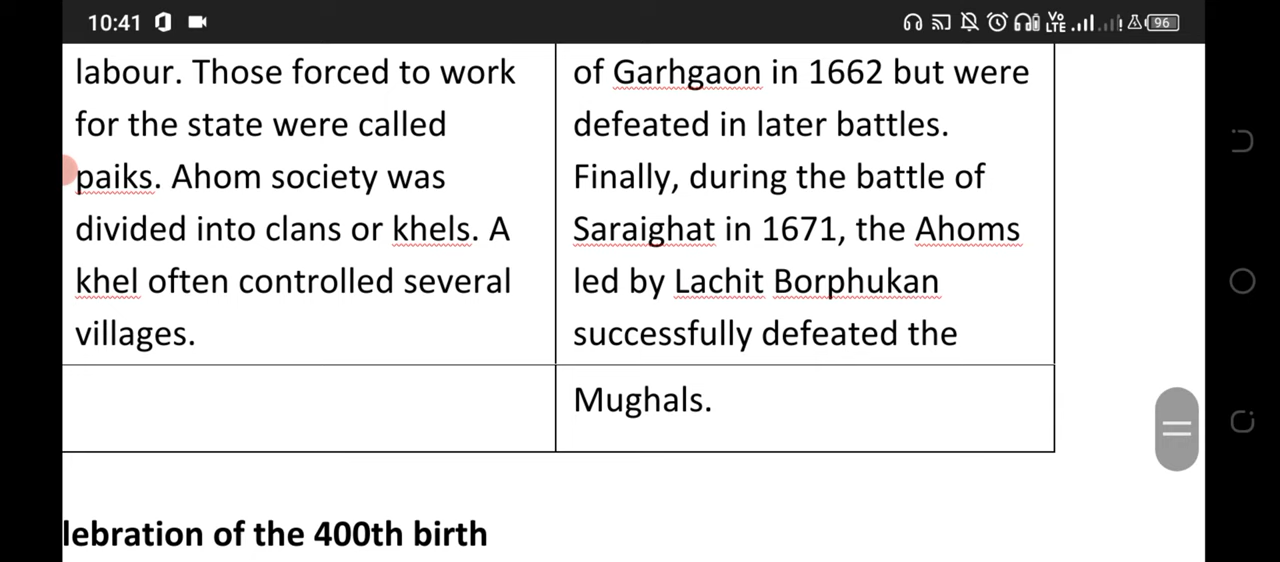 10:41
Vo LTE
96
labour. Those forced to work
for the state were called
paiks. Ahom society was
divided into clans or khels. A
khel often controlled several
villages.
of Garhgaon in 1662 but were
defeated in later battles.
Finally, during the battle of
Saraighat in 1671, the Ahoms
led by Lachit Borphukan
successfully defeated the
Mughals.
lebration of the 400th birth